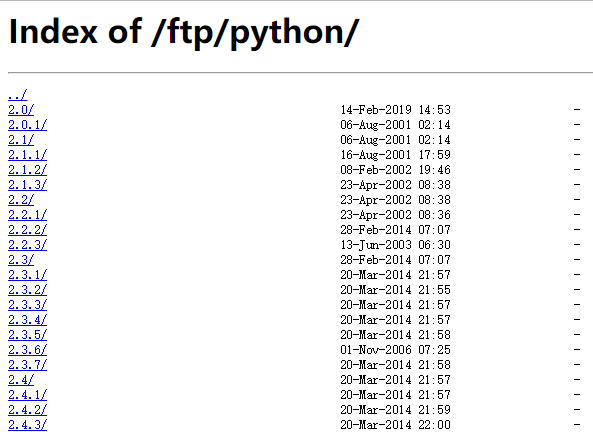 Index of /ftp/python/
../
2.0/ 14-Feb-2019 14:53 -
2.0.1/ 06-Aug-2001 02:14 -
2.1/ 06-Aug-2001 02:14 -
2.1.1/ 16-Aug-2001 17:59 -
2.1.2/ 08-Feb-2002 19:46 -
2.1.3/ 23-Apr-2002 08:38 -
2.2/ 23-Apr-2002 08:38 -
2.2.1/ 23-Apr-2002 08:36 -
2.2.2/ 28-Feb-2014 07:07 -
2.2.3/ 13-Jun-2003 06:30 -
2.3/ 28-Feb-2014 07:07 -
2.3.1/ 20-Mar-2014 21:57 -
2.3.2/ 20-Mar-2014 21:55 -
2.3.3/ 20-Mar-2014 21:57 -
2.3.4/ 20-Mar-2014 21:57 -
2.3.5/ 20-Mar-2014 21:58 -
2.3.6/ 01-Nov-2006 07:25 -
2.3.7/ 20-Mar-2014 21:58 -
2.4/ 20-Mar-2014 21:57 -
2.4.1/ 20-Mar-2014 21:57 -
2.4.2/ 20-Mar-2014 21:59 -
2.4.3/ 20-Mar-2014 22:00 -